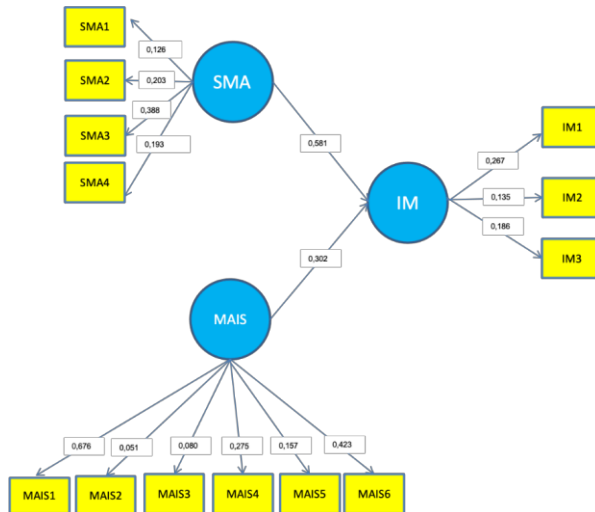 SMA1
0,126
SMA2
0,203
SMA
0,388
SMA3
0,193
SMA4
0,581
IM1
0,267
IM
0,135
IM2
0,186
IM3
0,302
MAIS
0,676
0,051
0,080
0,275
0,157
0,423
MAIS1
MAIS2
MAIS3
MAIS4
MAIS5
MAIS6